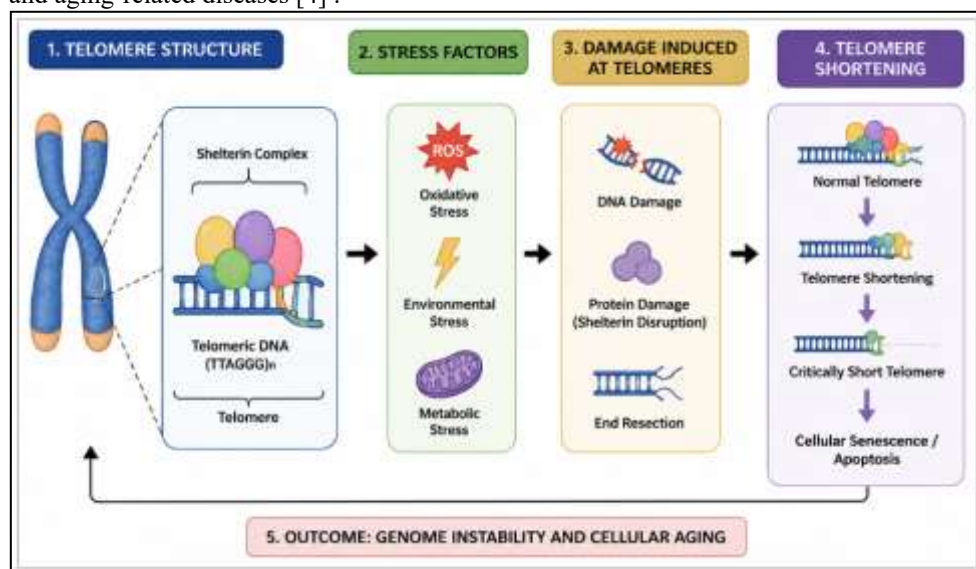 and aging-related diseases [4] .
1. TELOMERE STRUCTURE
2. STRESS FACTORS
3. DAMAGE INDUCED
AT TELOMERES
4. TELOMERE
SHORTENING
Shelterin Complex
Telomeric DNA
(TTAGGG)n
Telomere
ROS
Oxidative
Stress
Environmental
Stress
Metabolic
Stress
DNA Damage
Protein Damage
(Shelterin Disruption)
End Resection
Normal Telomere
Telomere Shortening
Critically Short Telomere
Cellular Senescence /
Apoptosis
5. OUTCOME: GENOME INSTABILITY AND CELLULAR AGING